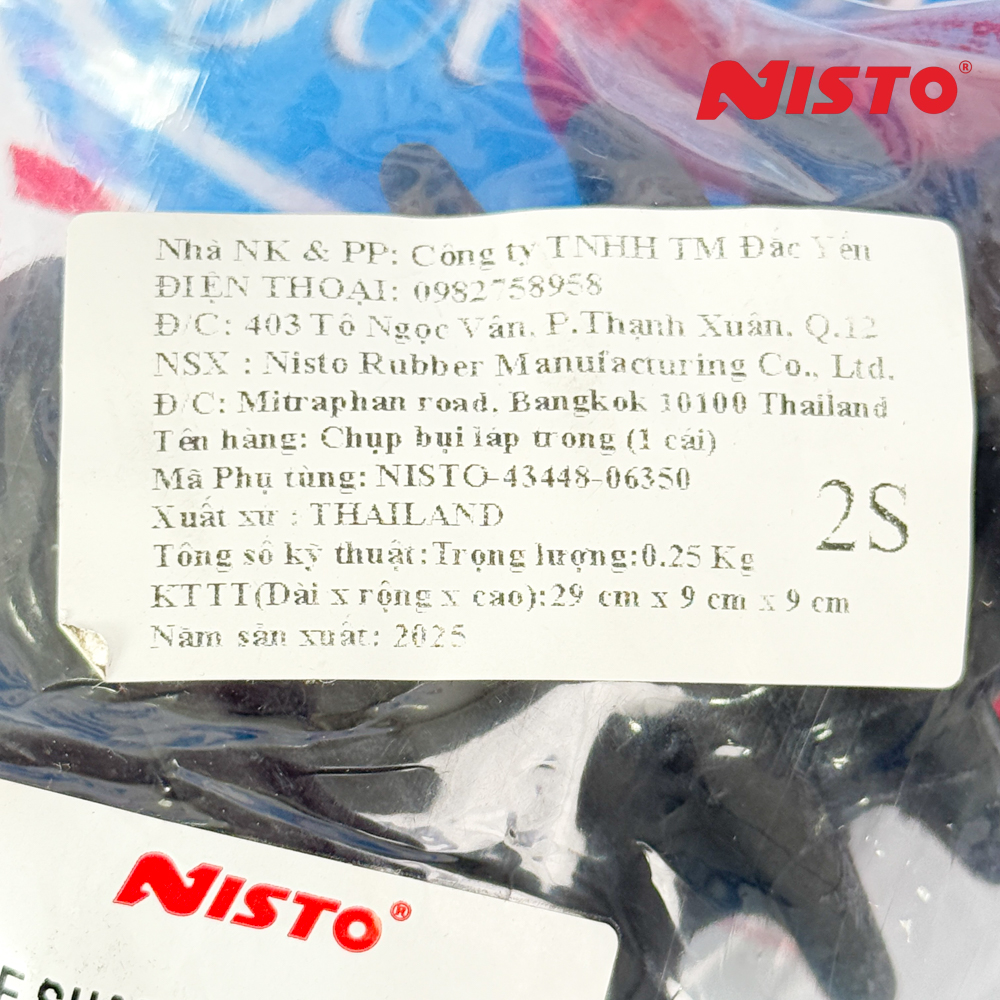 NISTO®
Nhà NK & PP: Công ty TNHH TM Đắc Yến
ĐIỆN THOẠI: 0982758958
Đ/C: 403 Tô Ngọc Vân, P.Thạnh Xuân, Q.12
NSX : Nisto Rubber Manufacturing Co., Ltd.
Đ/C: Mitraphan road, Bangkok 10100 Thailand
Tên hàng: Chụp bụi láp trong (1 cái)
Mã Phụ tùng: NISTO-43448-06350
Xuất xứ : THAILAND
2S
Tông số kỹ thuật:Trọng lượng:0.25 Kg
KTTT(Dài x rộng x cao):29 cm x 9 cm x 9 cm
Năm sản xuất: 2025
NISTO®